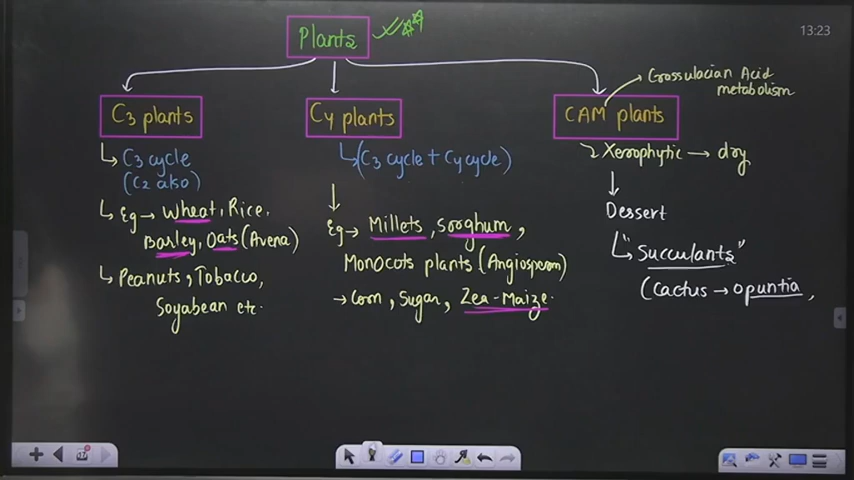 Plants
13:23
Crossulacian Acid
metabolism
C3 plants
C4 plants
CAM plants
C3 cycle
(C2 also)
Eg → Wheat, Rice,
Barley, Oats (Avena)
Peanuts, Tobacco,
Soyabean etc.
(C3 cycle + C4 cycle)
Eg → Millets, Sorghum,
Monocots plants (Angiosperm)
→ Corn, Sugar, Zea-Maize.
Xerophytic → dry
Dessert
"Succulants"
(Cactus → Opuntia,